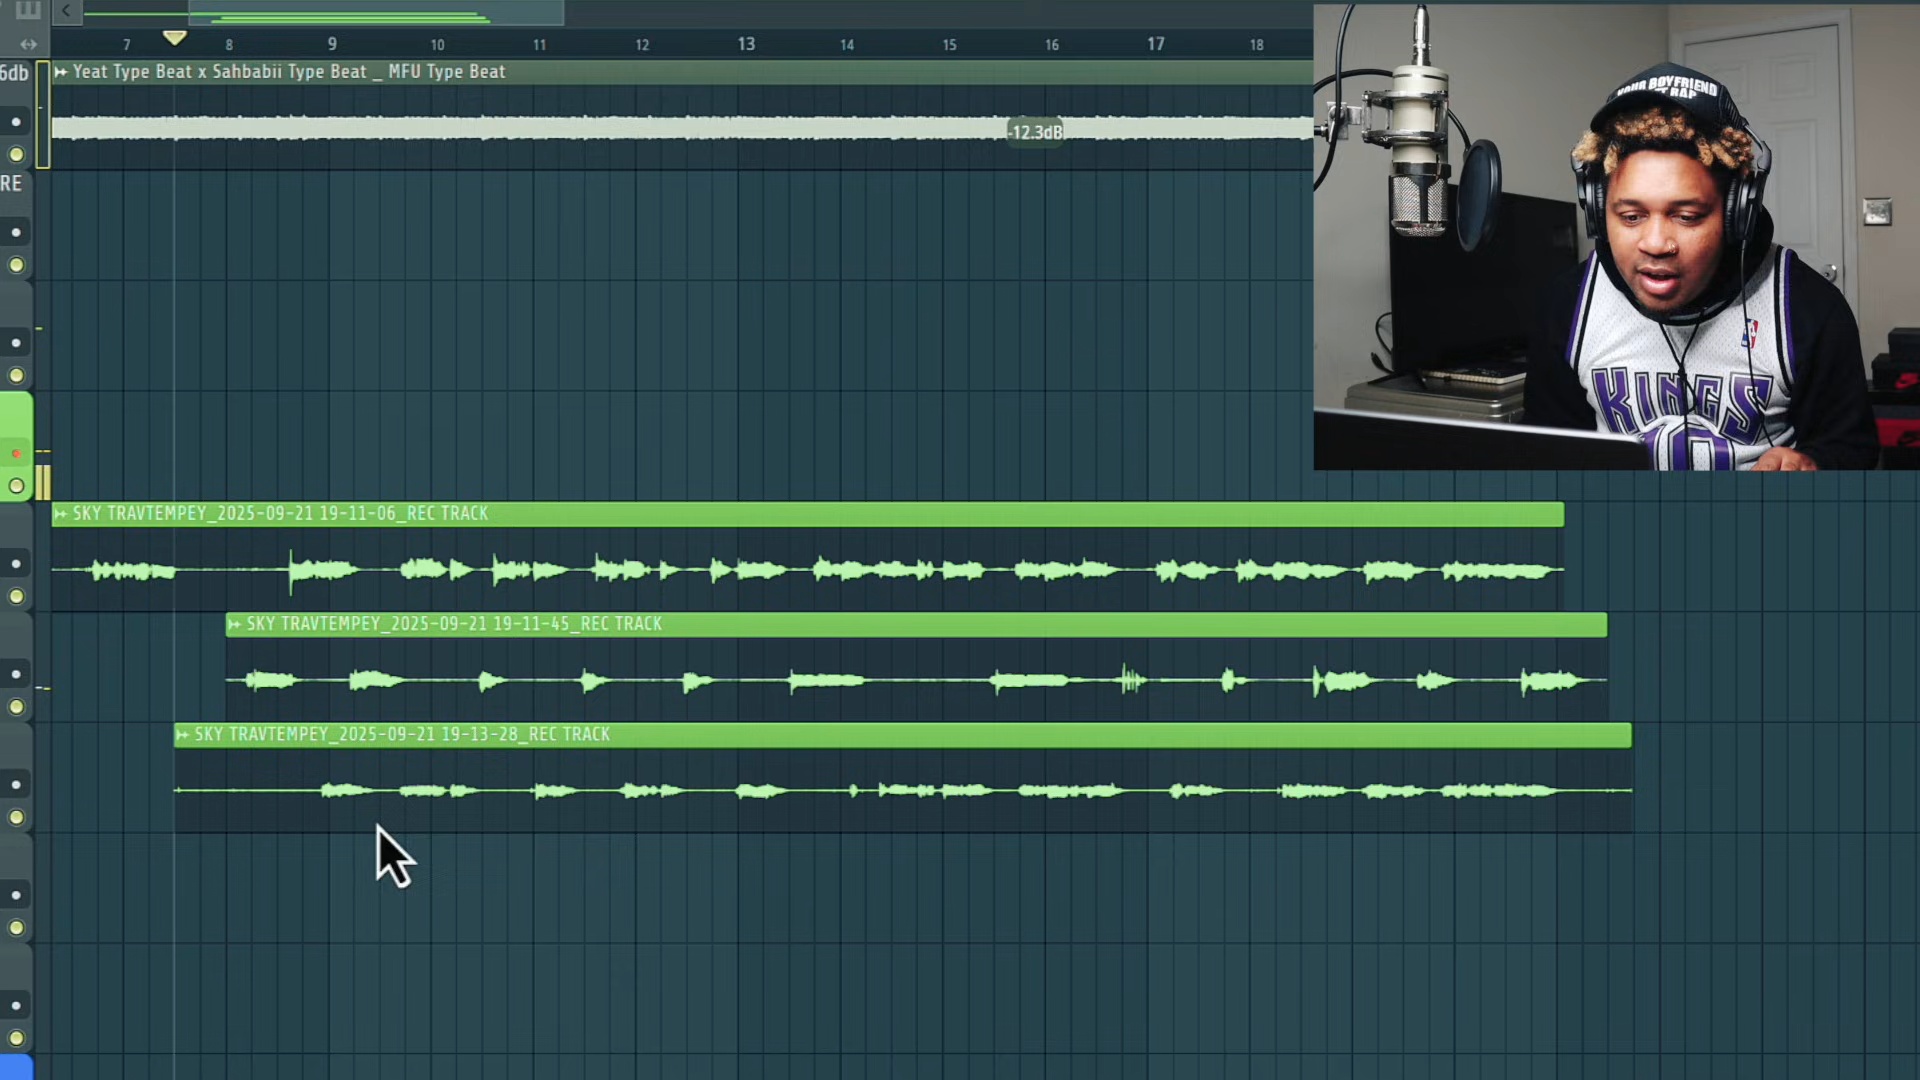 7 8 9 10 11 12 13 14 15 16 17 18
6db
Yeat Type Beat x Sahbabii Type Beat _ MFU Type Beat
-12.3dB
RE
SKY TRAVTEMPEY_2025-09-21 19-11-06_REC TRACK
SKY TRAVTEMPEY_2025-09-21 19-11-45_REC TRACK
SKY TRAVTEMPEY_2025-09-21 19-13-28_REC TRACK
BOYFRIEND
RAP
KINGS